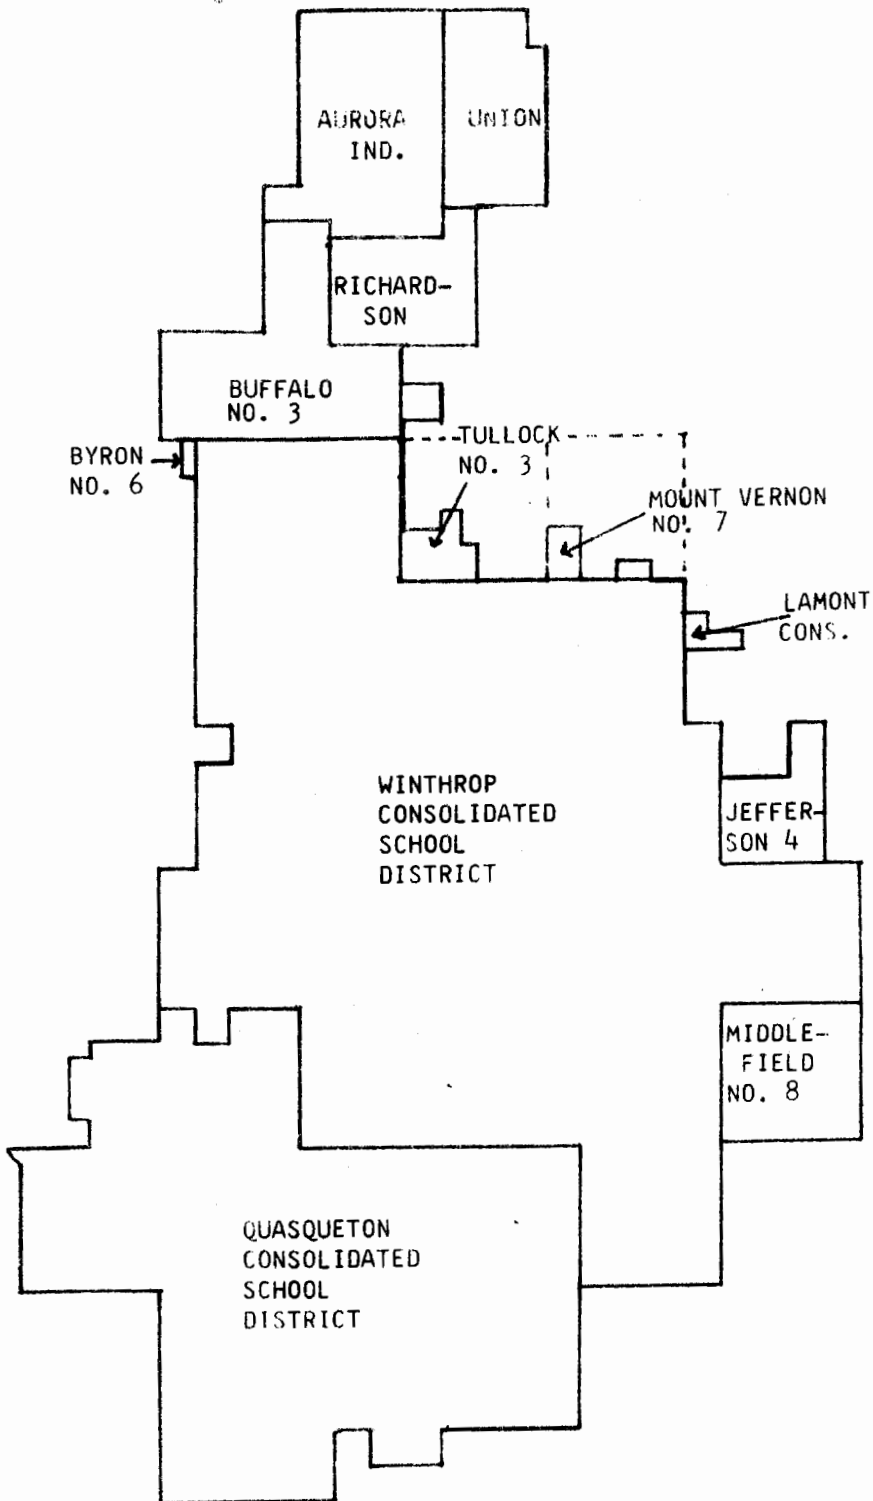 AURORA
IND.
UNION
RICHARD-
SON
BUFFALO
NO. 3
BYRON
NO. 6
TULLOCK
NO. 3
MOUNT VERNON
NO. 7
LAMONT
CONS.
WINTHROP
CONSOLIDATED
SCHOOL
DISTRICT
JEFFER-
SON 4
MIDDLE-
FIELD
NO. 8
QUASQUETON
CONSOLIDATED
SCHOOL
DISTRICT